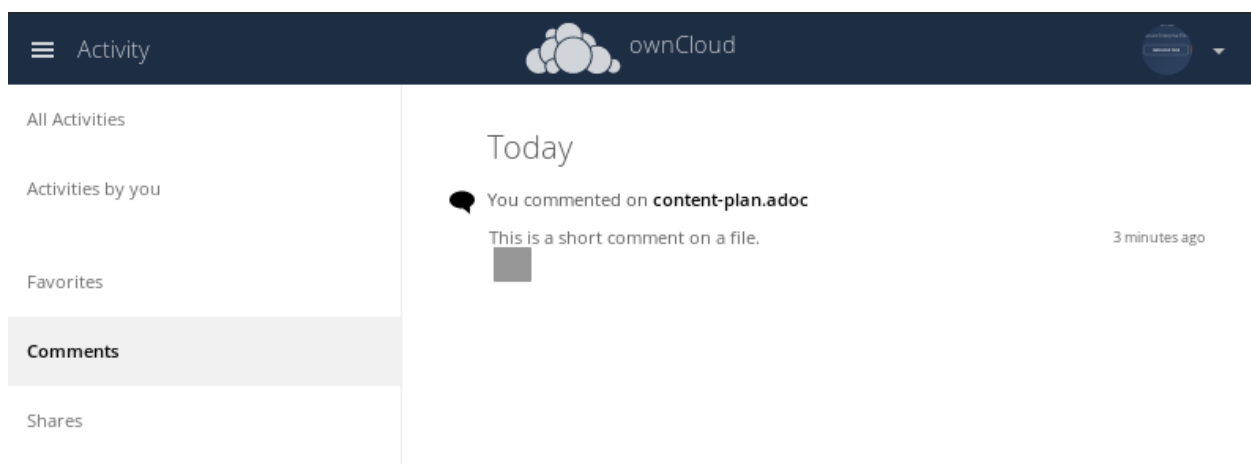 Activity
ownCloud
All Activities
Activities by you
Favorites
Comments
Shares
Today
You commented on content-plan.adoc
This is a short comment on a file.
3 minutes ago